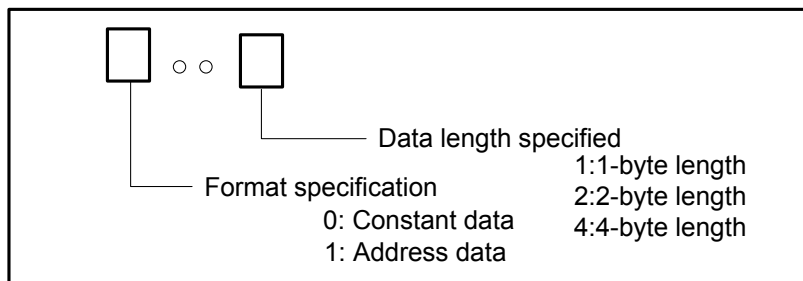 ○ ○
Data length specified
1:1-byte length
Format specification
2:2-byte length
0: Constant data
4:4-byte length
1: Address data